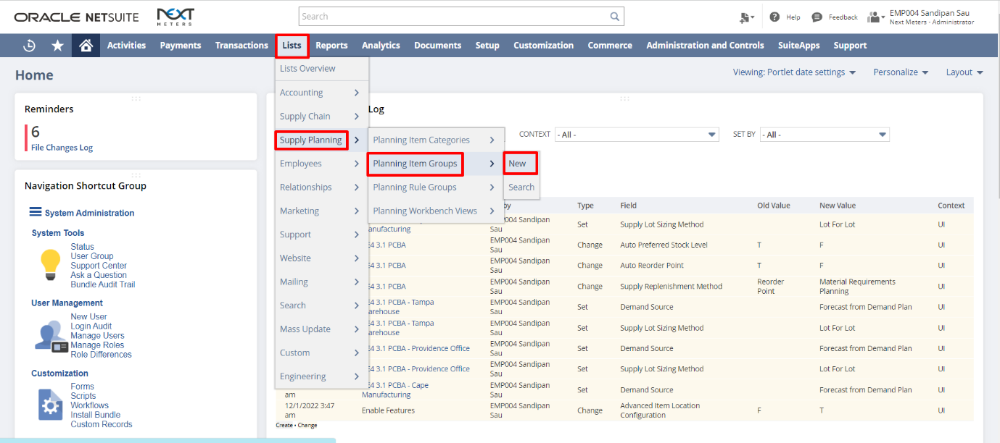 ORACLE NETSUITE
NEXT
METERS
Search
Help
Feedback
EMP004 Sandipan Sau
Next Meters - Administrator
Activities
Payments
Transactions
Lists
Reports
Analytics
Documents
Setup
Customization
Commerce
Administration and Controls
SuiteApps
Support
Home
Viewing: Portlet date settings
Personalize
Layout
Lists Overview
Accounting
Supply Chain
Supply Planning
Employees
Relationships
Marketing
Support
Website
Mailing
Search
Mass Update
Custom
Engineering
Planning Item Categories
Planning Item Groups
Planning Rule Groups
Planning Workbench Views
New
Search
Reminders
6
File Changes Log
Navigation Shortcut Group
System Administration
System Tools
Status
User Group
Support Center
Ask a Question
Bundle Audit Trail
User Management
New User
Login Audit
Manage Users
Manage Roles
Role Differences
Customization
Forms
Scripts
Workflows
Install Bundle
Custom Records
Log
CONTEXT - All -
SET BY - All -
by Type Field Old Value New Value Context
Manufacturing EMP004 Sandipan Sau Set Supply Lot Sizing Method Lot For Lot UI
E4 3.1 PCBA EMP004 Sandipan Sau Change Auto Preferred Stock Level T F UI
E4 3.1 PCBA EMP004 Sandipan Sau Change Auto Reorder Point T F UI
E4 3.1 PCBA EMP004 Sandipan Sau Change Supply Replenishment Method Reorder Point Material Requirements Planning UI
E4 3.1 PCBA - Tampa arehouse EMP004 Sandipan Sau Set Demand Source Forecast from Demand Plan UI
E4 3.1 PCBA - Tampa arehouse EMP004 Sandipan Sau Set Supply Lot Sizing Method Lot For Lot UI
E4 3.1 PCBA - Providence Office EMP004 Sandipan Sau Set Demand Source Forecast from Demand Plan UI
E4 3.1 PCBA - Providence Office EMP004 Sandipan Sau Set Supply Lot Sizing Method Lot For Lot UI
am E4 3.1 PCBA - Cape Manufacturing EMP004 Sandipan Sau Set Demand Source Forecast from Demand Plan UI
12/1/2022 3:47 am Enable Features EMP004 Sandipan Sau Change Advanced Item Location Configuration F T UI
Create • Change